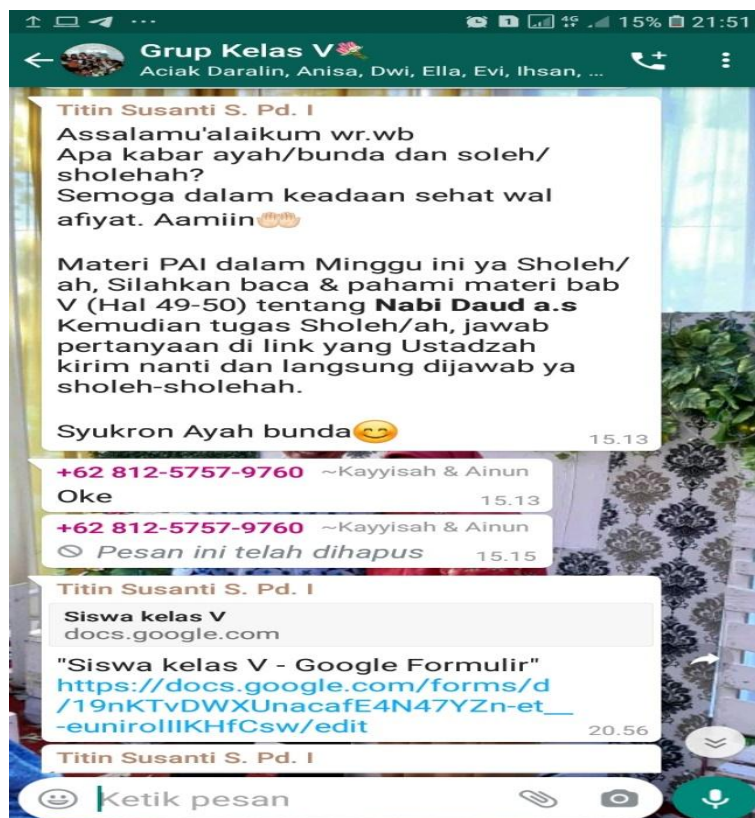 15% 21:51
Grup Kelas V
Aciak Daralin, Anisa, Dwi, Ella, Evi, Ihsan, ...
Titin Susanti S. Pd. I
Assalamu'alaikum wr.wb
Apa kabar ayah/bunda dan soleh/
sholehah?
Semoga dalam keadaan sehat wal
afiyat. Aamiin🤲🏻
Materi PAI dalam Minggu ini ya Sholeh/
ah, Silahkan baca & pahami materi bab
V (Hal 49-50) tentang Nabi Daud a.s
Kemudian tugas Sholeh/ah, jawab
pertanyaan di link yang Ustadzah
kirim nanti dan langsung dijawab ya
sholeh-sholehah.
Syukron Ayah bunda😊
15.13
+62 812-5757-9760 ~Kayyisah & Ainun
Oke
15.13
+62 812-5757-9760 ~Kayyisah & Ainun
Pesan ini telah dihapus
15.15
Titin Susanti S. Pd. I
Siswa kelas V
docs.google.com
"Siswa kelas V - Google Formulir"
https://docs.google.com/forms/d
/19nKTvDWXUnacafE4N47YZn-et__
-eunirolIIKHfCsw/edit
20.56
Titin Susanti S. Pd. I
Ketik pesan